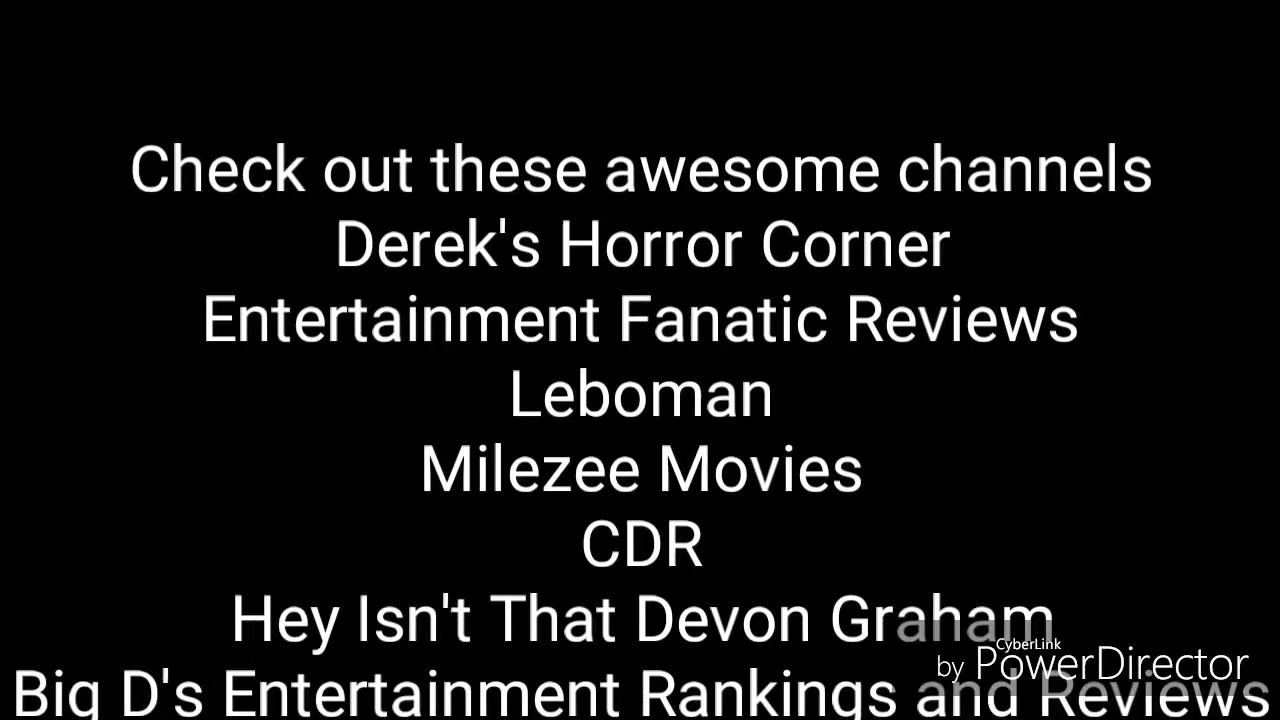 Check out these awesome channels
Derek's Horror Corner
Entertainment Fanatic Reviews
Leboman
Milezee Movies
CDR
Hey Isn't That Devon Graham
CyberLink
by PowerDirector
Big D's Entertainment Rankings and Reviews